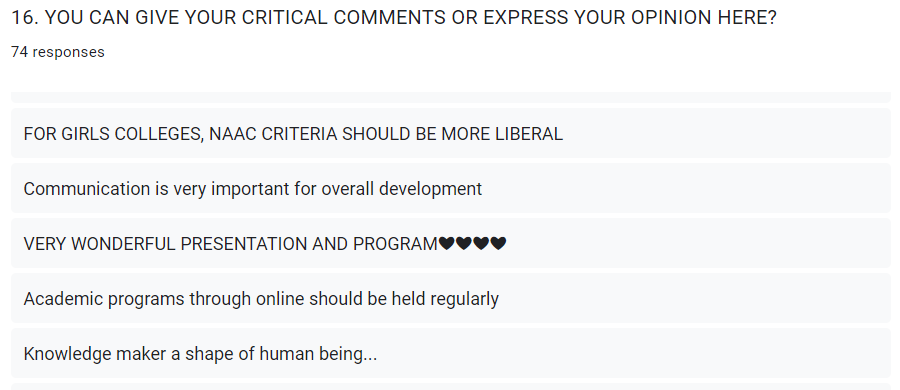 16. YOU CAN GIVE YOUR CRITICAL COMMENTS OR EXPRESS YOUR OPINION HERE?
74 responses
FOR GIRLS COLLEGES, NAAC CRITERIA SHOULD BE MORE LIBERAL
Communication is very important for overall development
VERY WONDERFUL PRESENTATION AND PROGRAM🖤🖤🖤🖤
Academic programs through online should be held regularly
Knowledge maker a shape of human being...